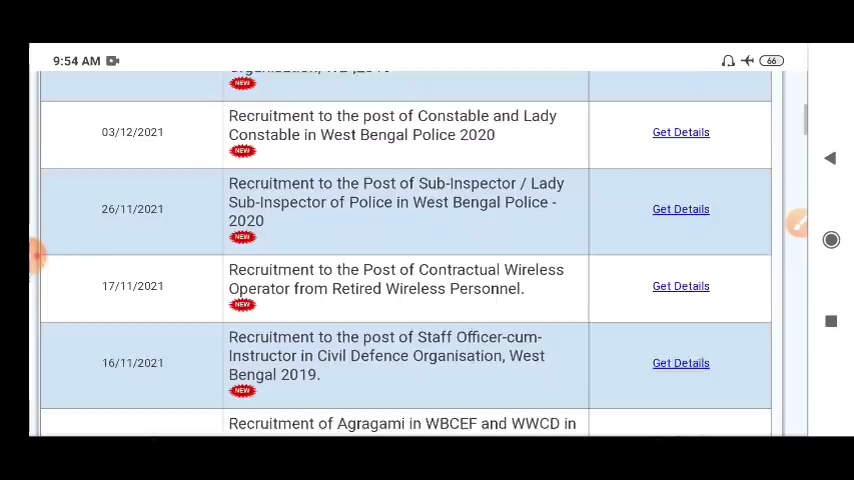 9:54 AM
66
03/12/2021
Recruitment to the post of Constable and Lady
Constable in West Bengal Police 2020
NEW
Get Details
26/11/2021
Recruitment to the Post of Sub-Inspector / Lady
Sub-Inspector of Police in West Bengal Police -
2020
NEW
Get Details
17/11/2021
Recruitment to the Post of Contractual Wireless
Operator from Retired Wireless Personnel.
NEW
Get Details
16/11/2021
Recruitment to the post of Staff Officer-cum-
Instructor in Civil Defence Organisation, West
Bengal 2019.
NEW
Get Details
Recruitment of Agragami in WBCEF and WWCD in